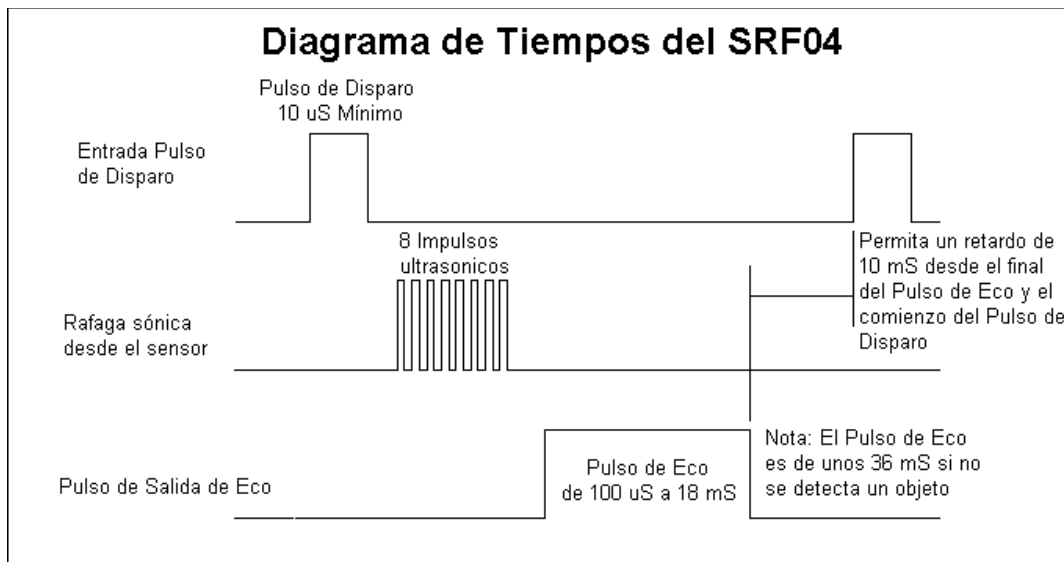 Diagrama de Tiempos del SRF04
Pulso de Disparo
10 uS Mínimo
Entrada Pulso
de Disparo
8 Impulsos
ultrasonicos
Permita un retardo de
10 mS desde el final
del Pulso de Eco y el
comienzo del Pulso de
Disparo
Rafaga sónica
desde el sensor
Pulso de Salida de Eco
Pulso de Eco
de 100 uS a 18 mS
Nota: El Pulso de Eco
es de unos 36 mS si no
se detecta un objeto